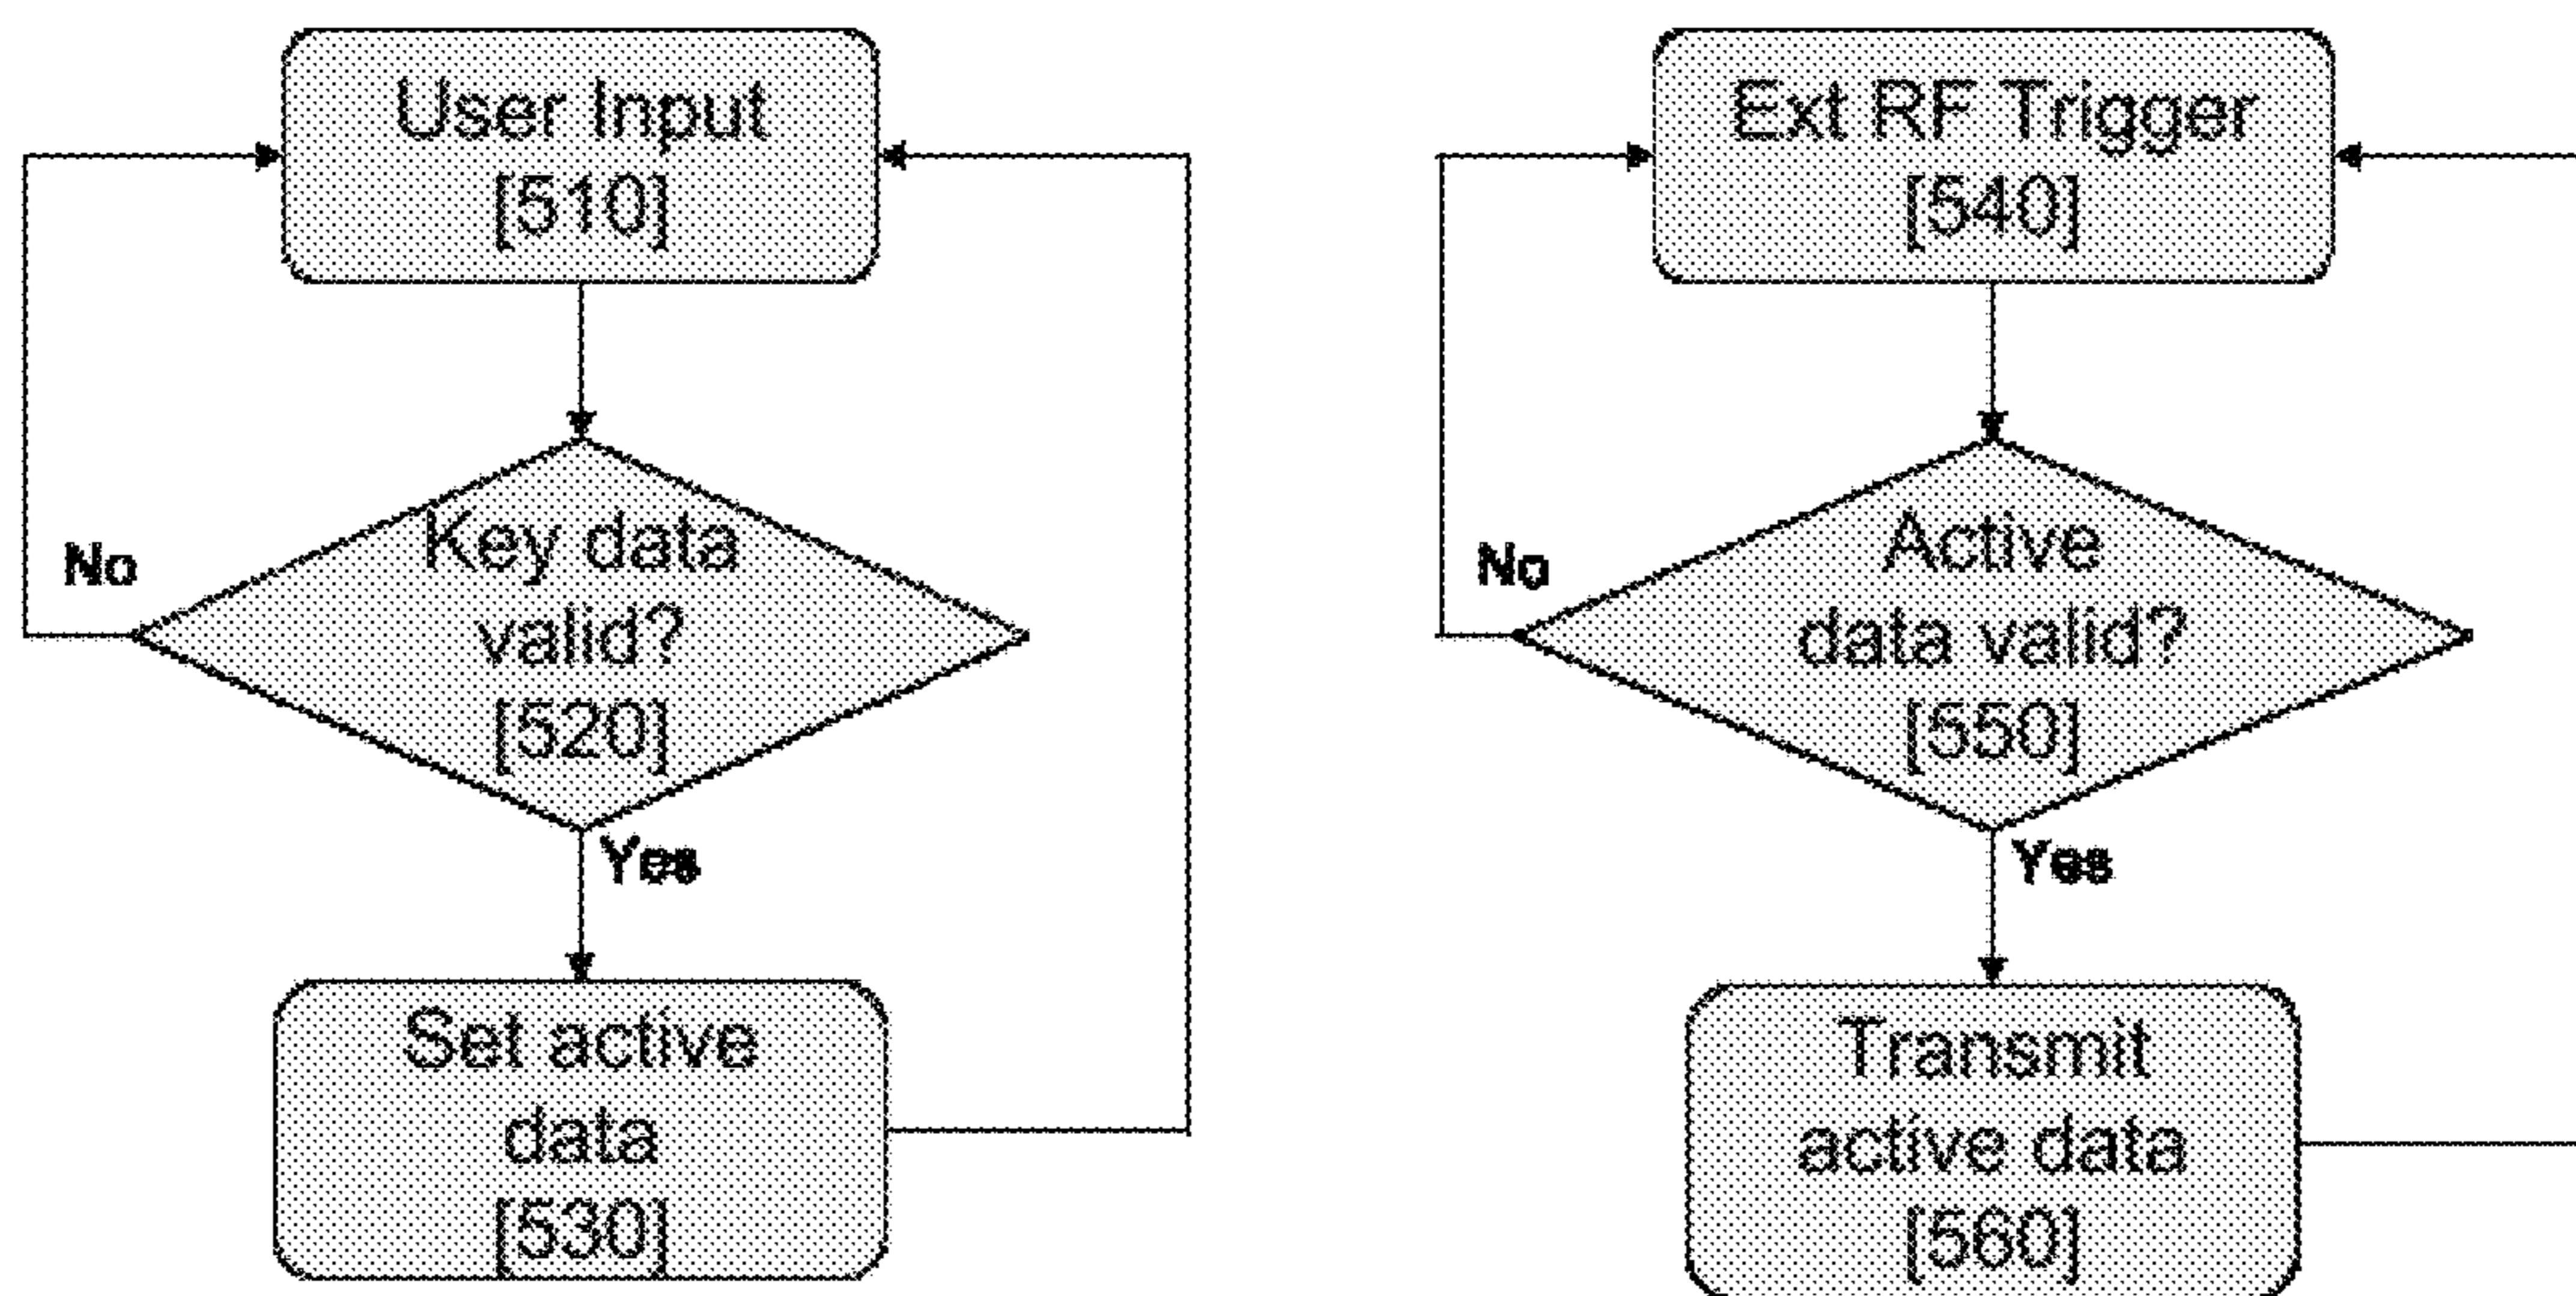 User Input
[510]
Key data
valid?
[520]
No
Yes
Set active
data
[530]
Ext RF Trigger
[540]
Active
data valid?
[550]
No
Yes
Transmit
active data
[560]